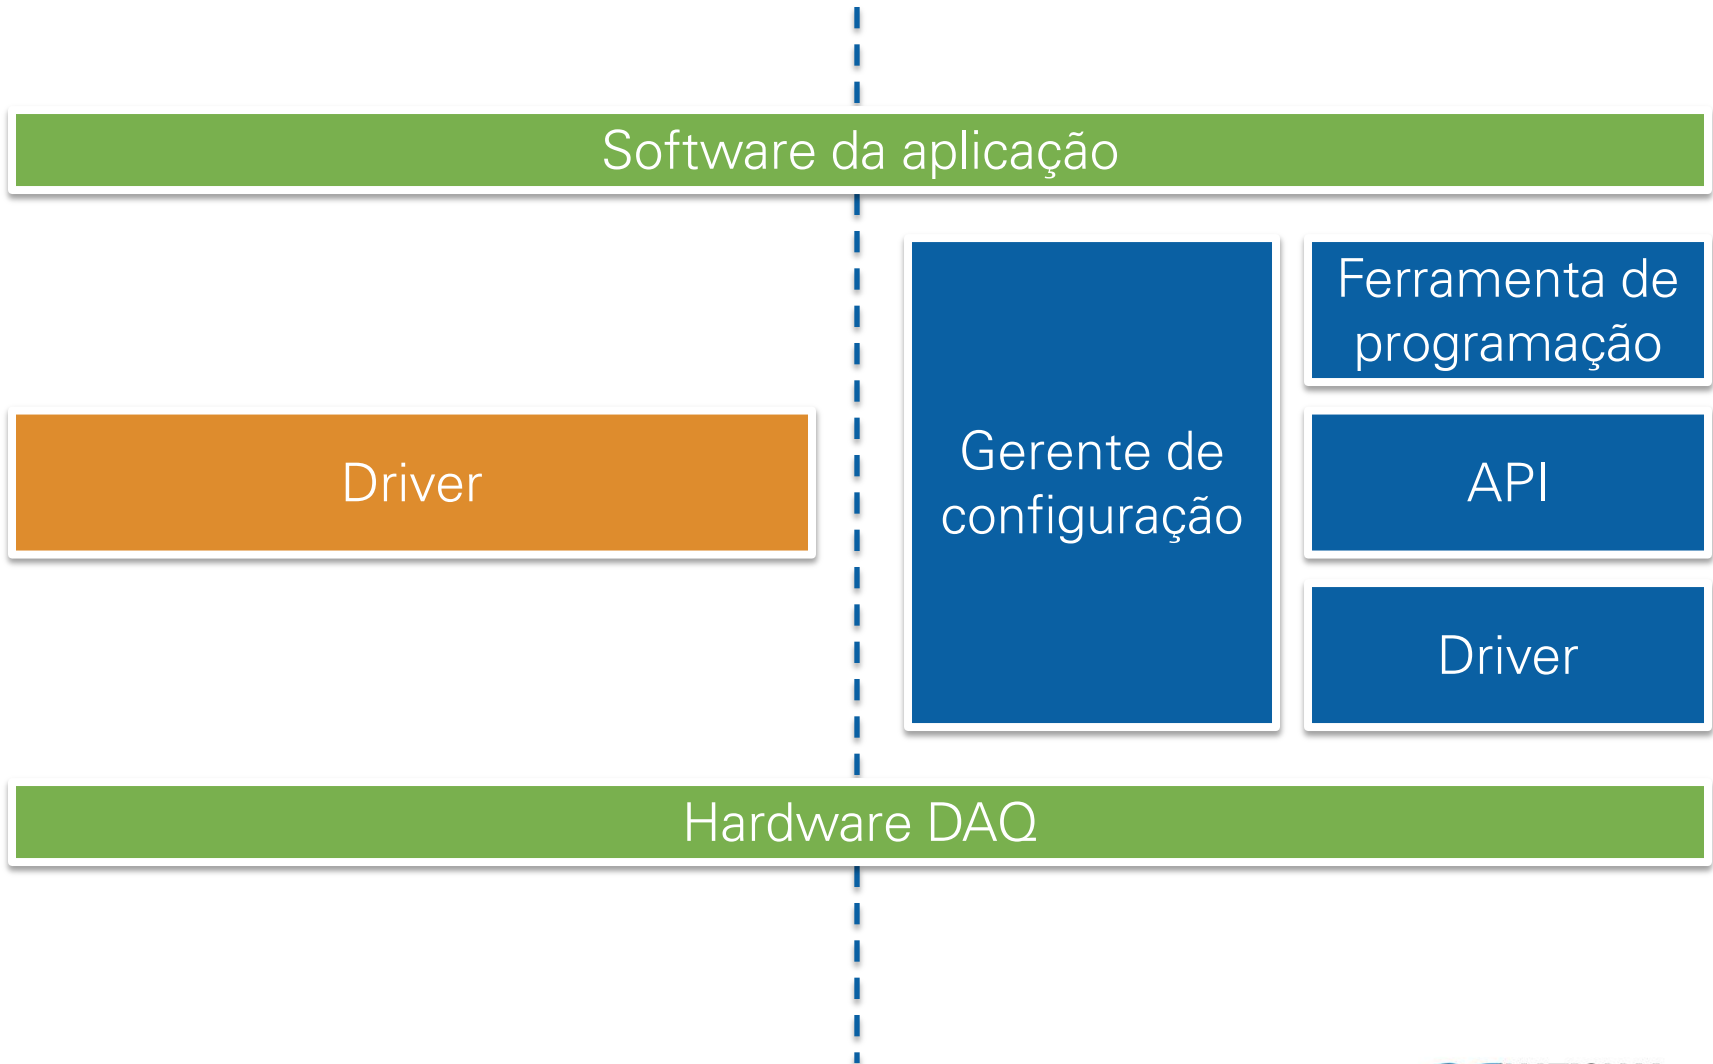 Software da aplicação
Driver
Gerente de
configuração
Ferramenta de
programação
API
Driver
Hardware DAQ